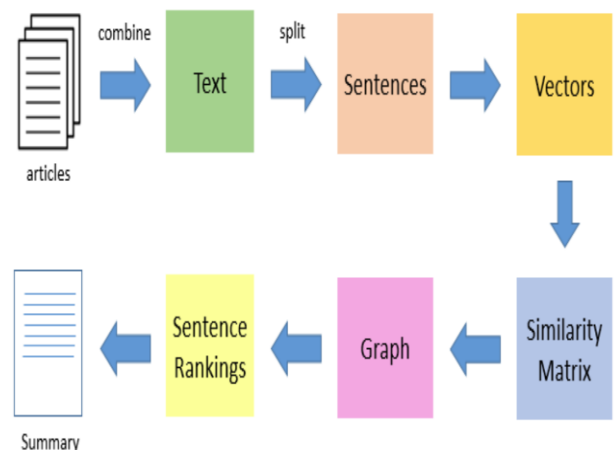 combine
split
Text
Sentences
Vectors
articles
Similarity
Matrix
Graph
Sentence
Rankings
Summary